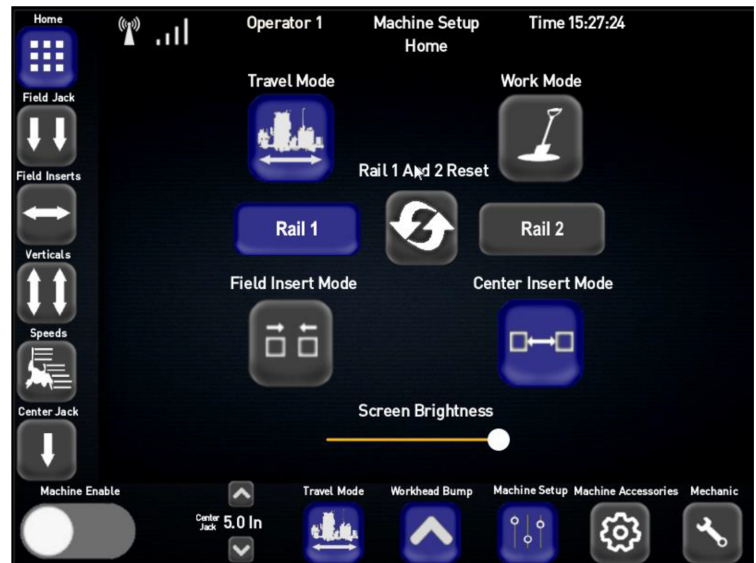 Home
Operator 1
Machine Setup
Home
Time 15:27:24
Field Jack
Field Inserts
Verticals
Speeds
Center Jack
Travel Mode
Work Mode
Rail 1 And 2 Reset
Rail 1
Rail 2
Field Insert Mode
Center Insert Mode
Screen Brightness
Machine Enable
Center Jack 5.0 In
Travel Mode
Workhead Bump
Machine Setup
Machine Accessories
Mechanic